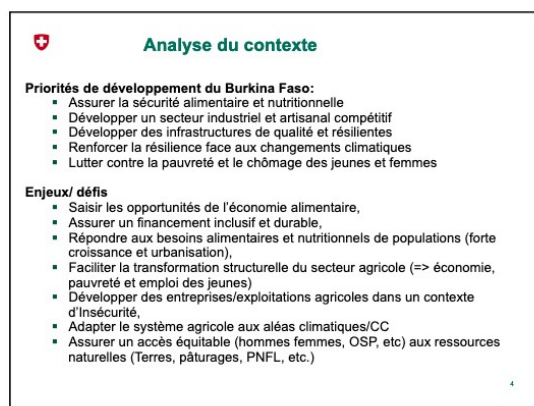 Analyse du contexte
Priorités de développement du Burkina Faso:
▪ Assurer la sécurité alimentaire et nutritionnelle
▪ Développer un secteur industriel et artisanal compétitif
▪ Développer des infrastructures de qualité et résilientes
▪ Renforcer la résilience face aux changements climatiques
▪ Lutter contre la pauvreté et le chômage des jeunes et femmes
Enjeux/ défis
▪ Saisir les opportunités de l'économie alimentaire,
▪ Assurer un financement inclusif et durable,
▪ Répondre aux besoins alimentaires et nutritionnels de populations (forte
croissance et urbanisation),
▪ Faciliter la transformation structurelle du secteur agricole (=> économie,
pauvreté et emploi des jeunes)
▪ Développer des entreprises/exploitations agricoles dans un contexte
d'Insécurité,
▪ Adapter le système agricole aux aléas climatiques/CC
▪ Assurer un accès équitable (hommes femmes, OSP, etc) aux ressources
naturelles (Terres, pâturages, PNFL, etc.)
4